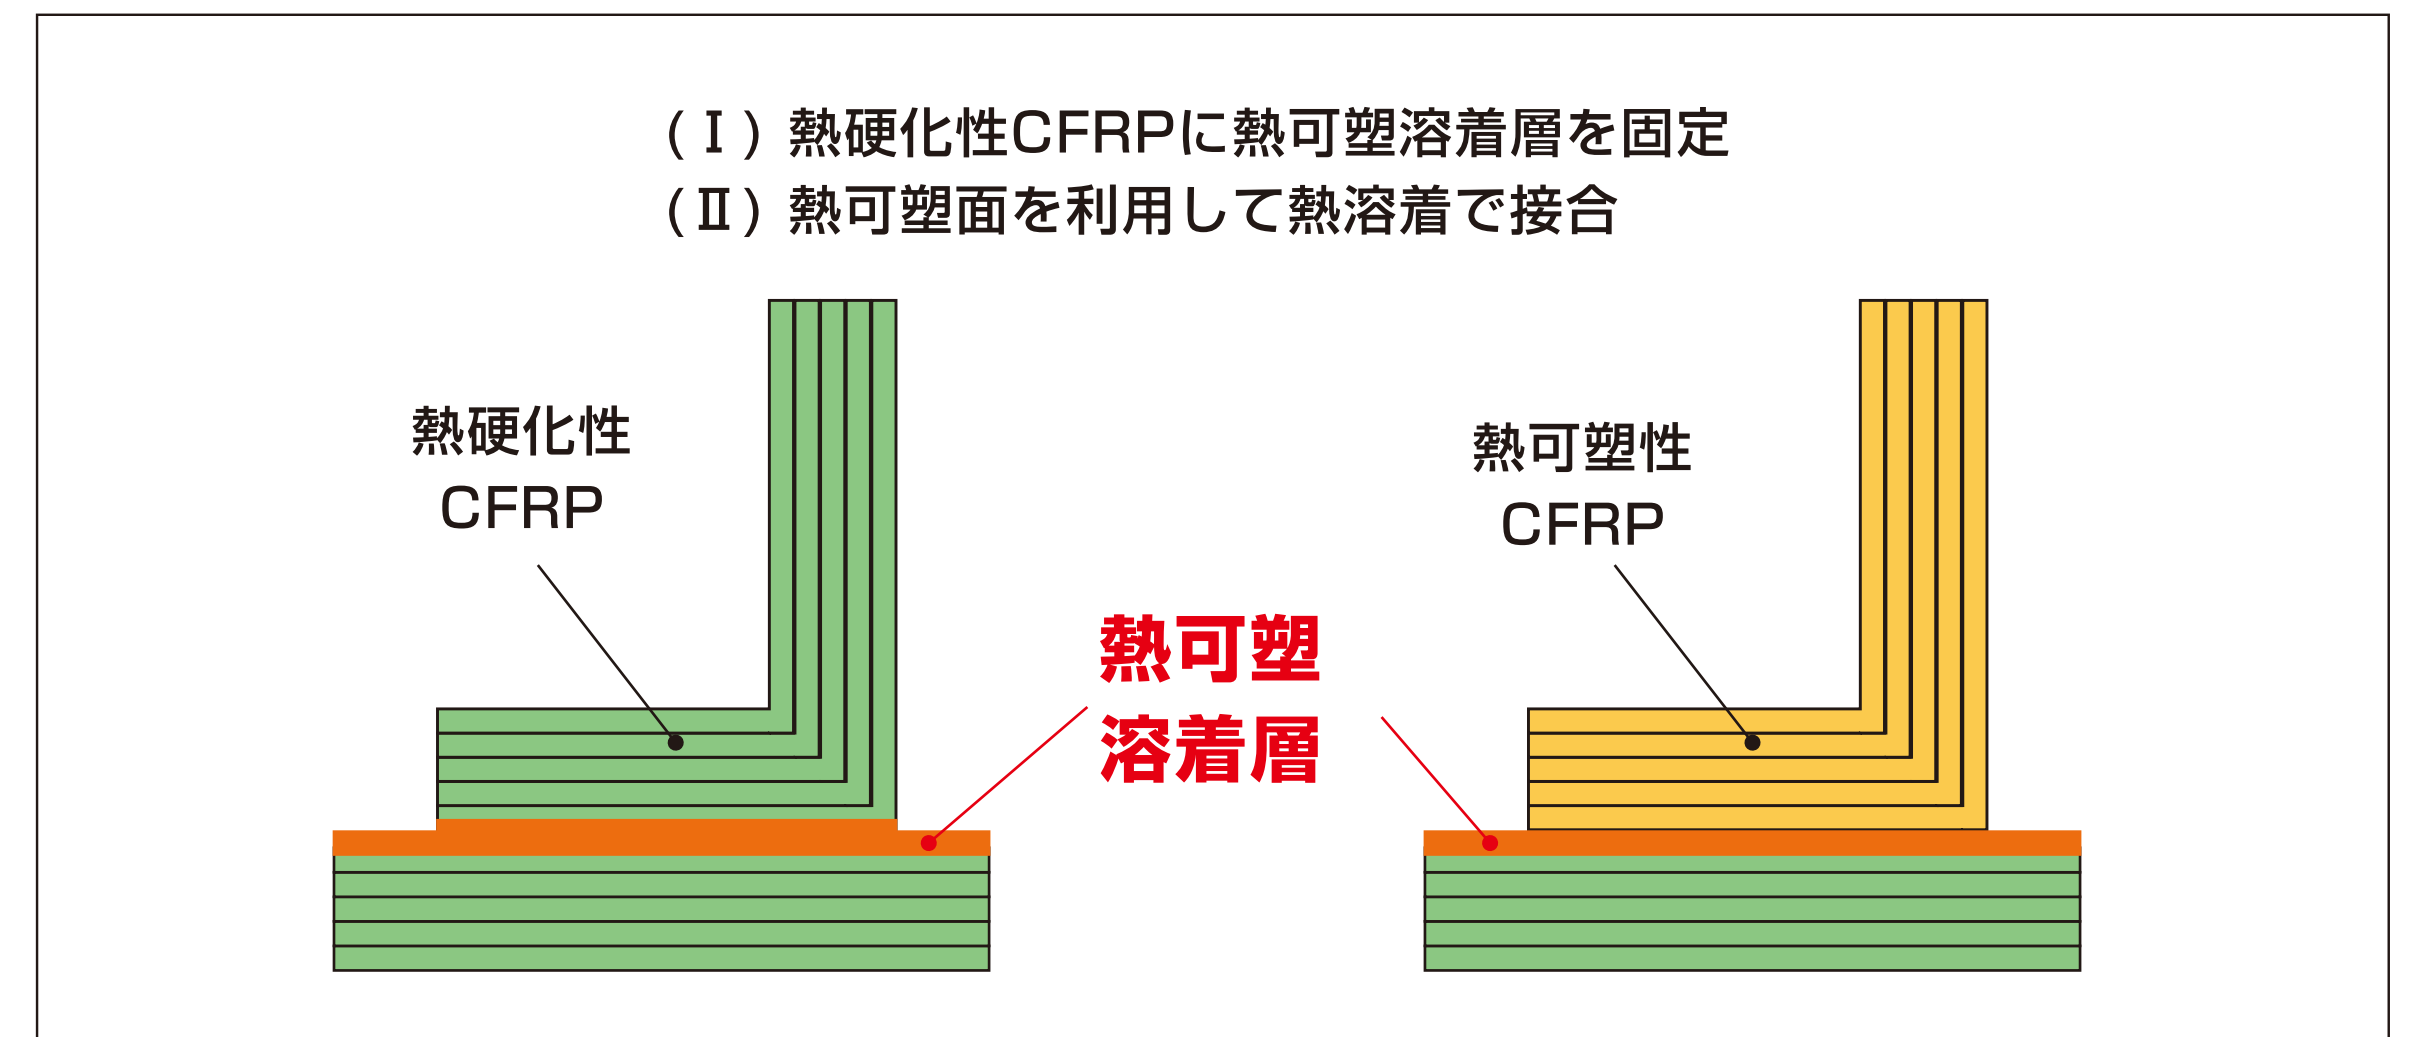 (Ⅰ) 熱硬化性CFRPに熱可塑溶着層を固定
(Ⅱ) 熱可塑面を利用して熱溶着で接合
熱硬化性
CFRP
熱可塑性
CFRP
熱可塑
溶着層